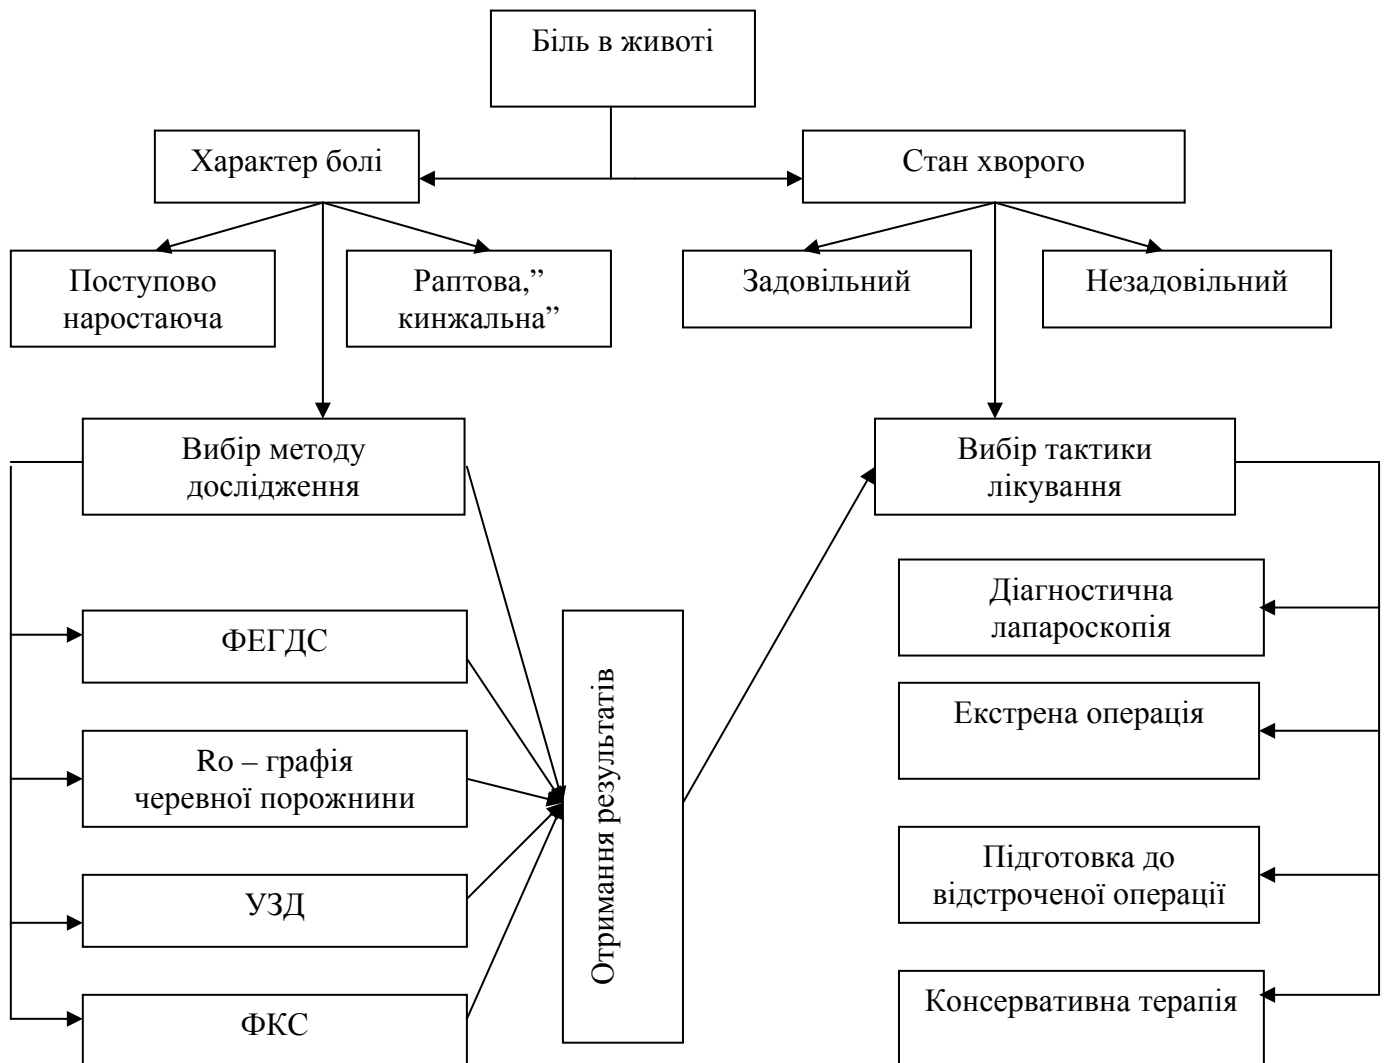 Біль в животі
Характер болі
Стан хворого
Поступово
наростаюча
Раптова,”
кинжальна”
Задовільний
Незадовільний
Вибір методу
дослідження
Вибір тактики
лікування
ФЕГДС
Ro – графія
черевної порожнини
УЗД
ФКС
Отримання результатів
Діагностична
лапароскопія
Екстрена операція
Підготовка до
відстроченої операції
Консервативна терапія